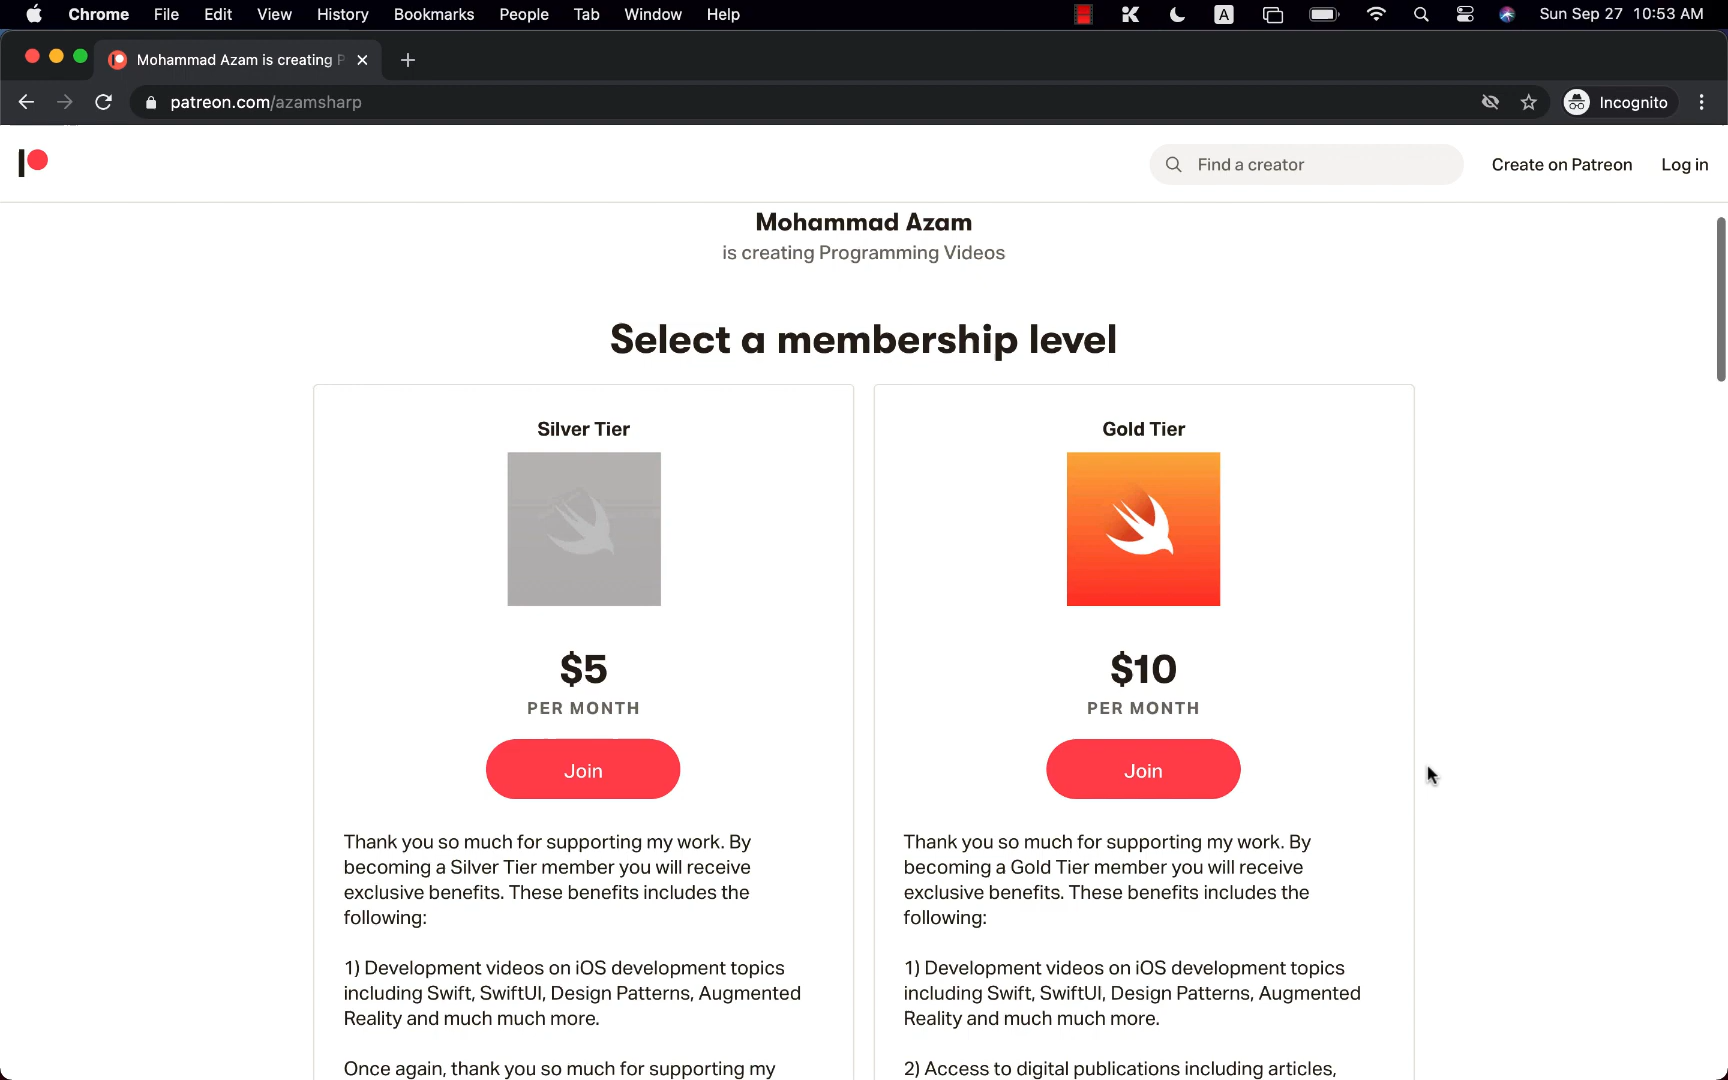 Chrome File Edit View History Bookmarks People Tab Window Help A Sun Sep 27 10:53 AM
Mohammad Azam is creating P
patreon.com/azamsharp Incognito
Find a creator Create on Patreon Log in
Mohammad Azam
is creating Programming Videos
Select a membership level
Silver Tier
$5
PER MONTH
Join
Thank you so much for supporting my work. By
becoming a Silver Tier member you will receive
exclusive benefits. These benefits includes the
following:
1) Development videos on iOS development topics
including Swift, SwiftUI, Design Patterns, Augmented
Reality and much much more.
Once again, thank you so much for supporting my
Gold Tier
$10
PER MONTH
Join
Thank you so much for supporting my work. By
becoming a Gold Tier member you will receive
exclusive benefits. These benefits includes the
following:
1) Development videos on iOS development topics
including Swift, SwiftUI, Design Patterns, Augmented
Reality and much much more.
2) Access to digital publications including articles,